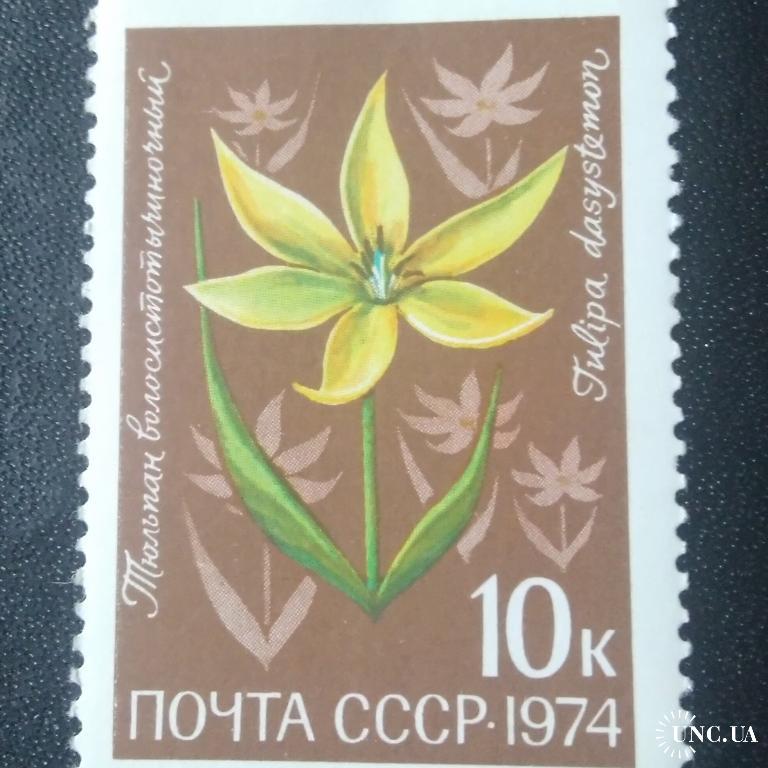 Тюльпан волосистотычиночный
Tulipa dasystemon
10к
ПОЧТА СССР·1974
UNC.UA